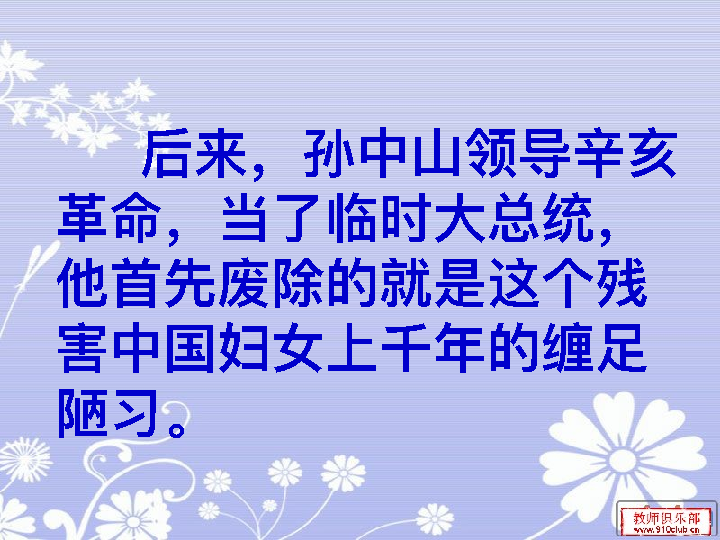 后来，孙中山领导辛亥
革命，当了临时大总统，
他首先废除的就是这个残
害中国妇女上千年的缠足
陋习。
教师俱乐部
www.910club.cn